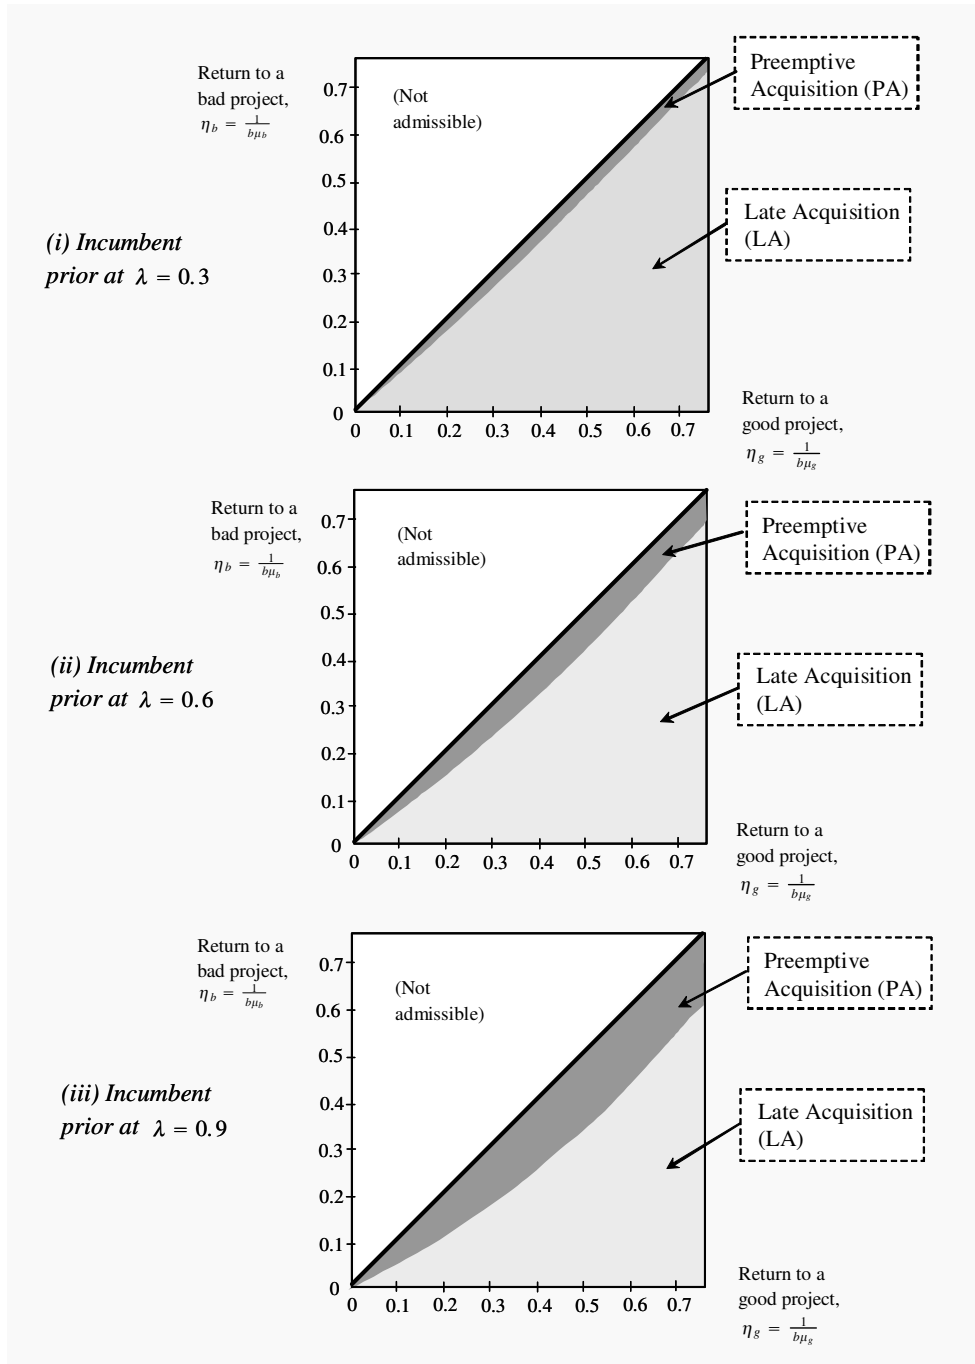 Return to a
bad project,
η_b = 1/(bμ_b)
(Not
admissible)
Preemptive
Acquisition (PA)
Late Acquisition
(LA)
(i) Incumbent
prior at λ = 0.3
0.7
0.6
0.5
0.4
0.3
0.2
0.1
0
0 0.1 0.2 0.3 0.4 0.5 0.6 0.7
Return to a
good project,
η_g = 1/(bμ_g)
Return to a
bad project,
η_b = 1/(bμ_b)
(Not
admissible)
Preemptive
Acquisition (PA)
Late Acquisition
(LA)
(ii) Incumbent
prior at λ = 0.6
0.7
0.6
0.5
0.4
0.3
0.2
0.1
0
0 0.1 0.2 0.3 0.4 0.5 0.6 0.7
Return to a
good project,
η_g = 1/(bμ_g)
Return to a
bad project,
η_b = 1/(bμ_b)
(Not
admissible)
Preemptive
Acquisition (PA)
Late Acquisition
(LA)
(iii) Incumbent
prior at λ = 0.9
0.7
0.6
0.5
0.4
0.3
0.2
0.1
0
0 0.1 0.2 0.3 0.4 0.5 0.6 0.7
Return to a
good project,
η_g = 1/(bμ_g)